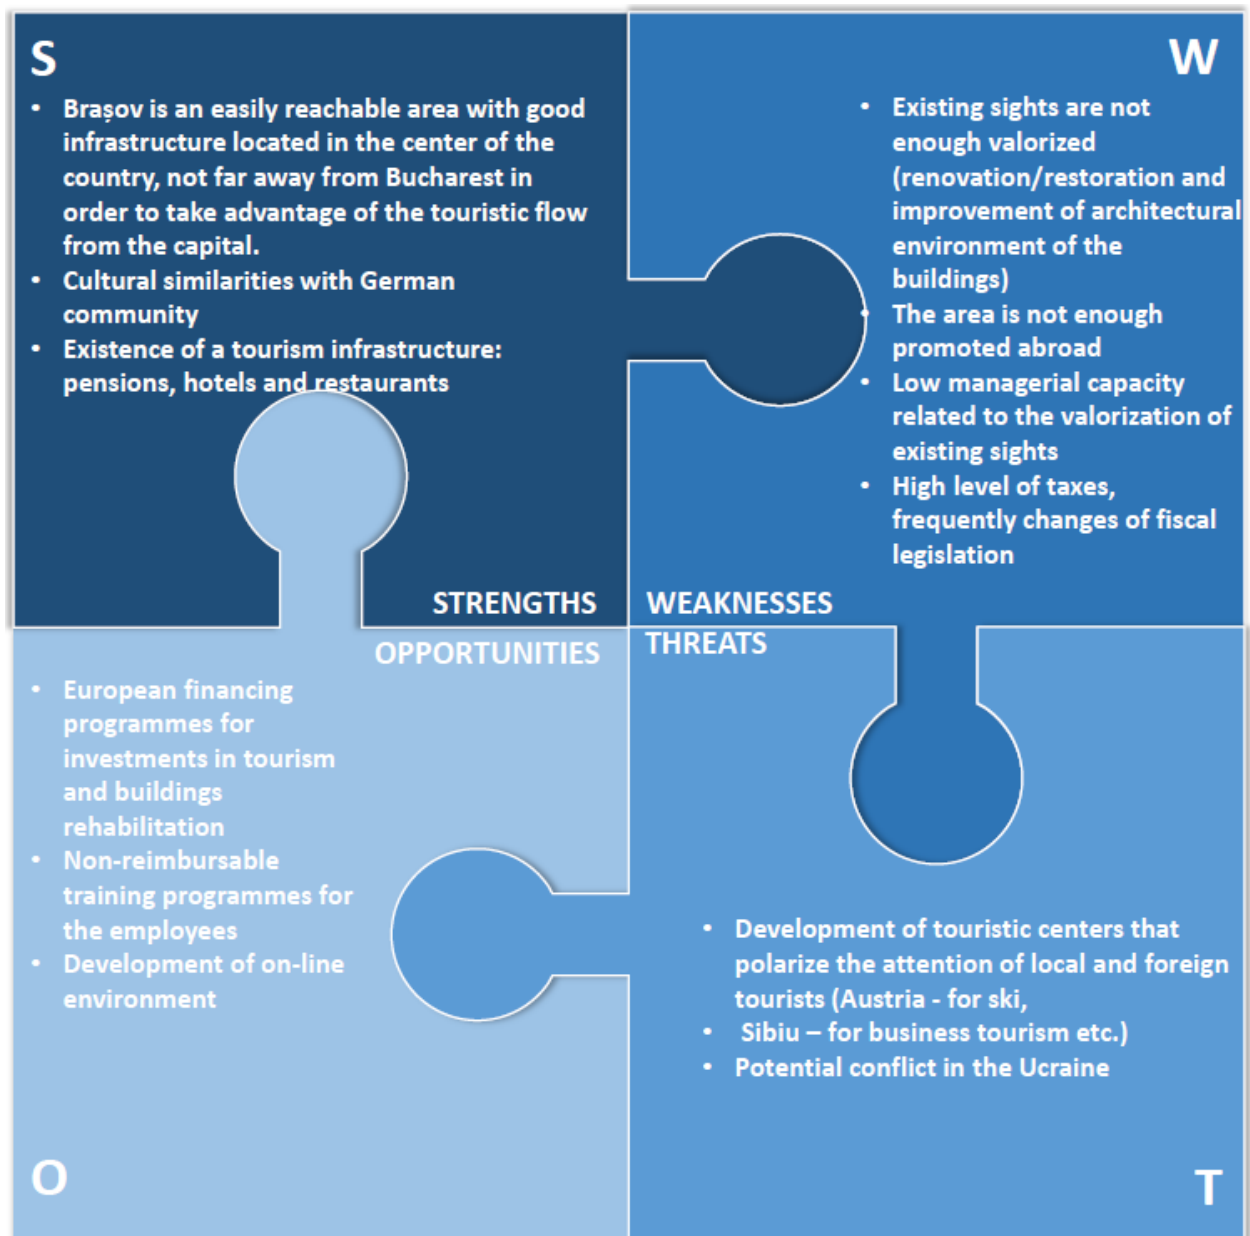 S
• Brașov is an easily reachable area with good
infrastructure located in the center of the
country, not far away from Bucharest in
order to take advantage of the touristic flow
from the capital.
• Cultural similarities with German
community
• Existence of a tourism infrastructure:
pensions, hotels and restaurants
STRENGTHS
W
• Existing sights are not
enough valorized
(renovation/restoration and
improvement of architectural
environment of the
buildings)
• The area is not enough
promoted abroad
• Low managerial capacity
related to the valorization of
existing sights
• High level of taxes,
frequently changes of fiscal
legislation
WEAKNESSES
OPPORTUNITIES
• European financing
programmes for
investments in tourism
and buildings
rehabilitation
• Non-reimbursable
training programmes for
the employees
• Development of on-line
environment
O
THREATS
• Development of touristic centers that
polarize the attention of local and foreign
tourists (Austria - for ski,
• Sibiu – for business tourism etc.)
• Potential conflict in the Ucraine
T